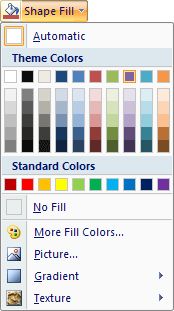 Shape Fill
Automatic
Theme Colors
Standard Colors
No Fill
More Fill Colors...
Picture...
Gradient
Texture